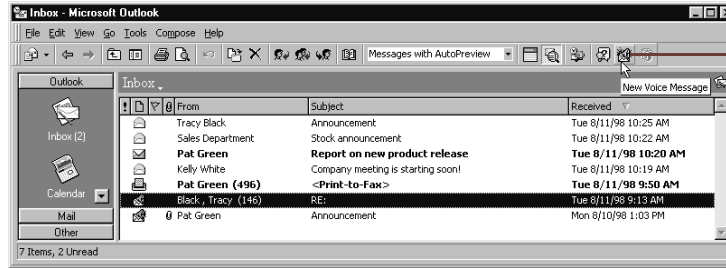 Inbox - Microsoft Outlook
File Edit View Go Tools Compose Help
Messages with AutoPreview
Outlook
Inbox
New Voice Message
! From Subject Received
Inbox (2)
Tracy Black Announcement Tue 8/11/98 10:25 AM
Sales Department Stock announcement Tue 8/11/98 10:22 AM
Pat Green Report on new product release Tue 8/11/98 10:20 AM
Kelly White Company meeting is starting soon! Tue 8/11/98 10:19 AM
Pat Green (496) <Print-to-Fax> Tue 8/11/98 9:50 AM
Calendar
Black , Tracy (146) RE: Tue 8/11/98 9:13 AM
Mail
Pat Green Announcement Mon 8/10/98 1:03 PM
Other
7 Items, 2 Unread